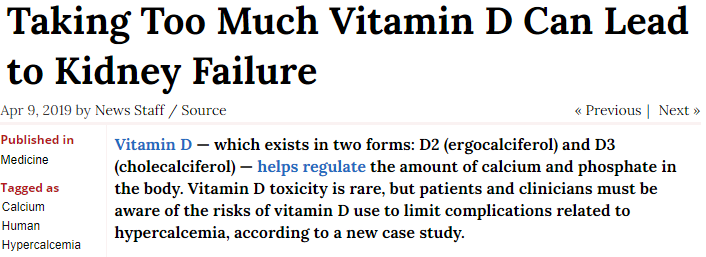 Taking Too Much Vitamin D Can Lead
to Kidney Failure
Apr 9, 2019 by News Staff / Source
« Previous | Next »
Published in
Medicine
Tagged as
Calcium
Human
Hypercalcemia
Vitamin D — which exists in two forms: D2 (ergocalciferol) and D3
(cholecalciferol) — helps regulate the amount of calcium and phosphate in
the body. Vitamin D toxicity is rare, but patients and clinicians must be
aware of the risks of vitamin D use to limit complications related to
hypercalcemia, according to a new case study.